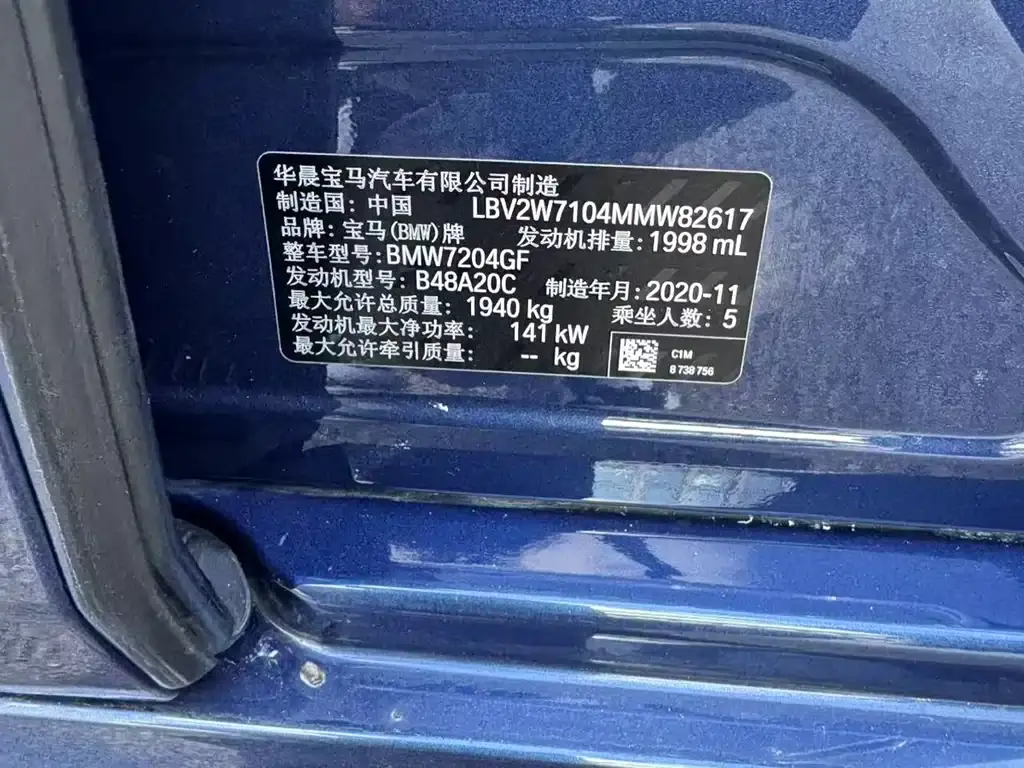 华晨宝马汽车有限公司制造
制造国: 中国 LBV2W7104MMW82617
品牌: 宝马(BMW)牌 发动机排量: 1998 mL
整车型号: BMW7204GF
发动机型号: B48A20C 制造年月: 2020-11
最大允许总质量: 1940 kg 乘坐人数: 5
发动机最大净功率: 141 kW
最大允许牵引质量: -- kg
C1M
8 738 756